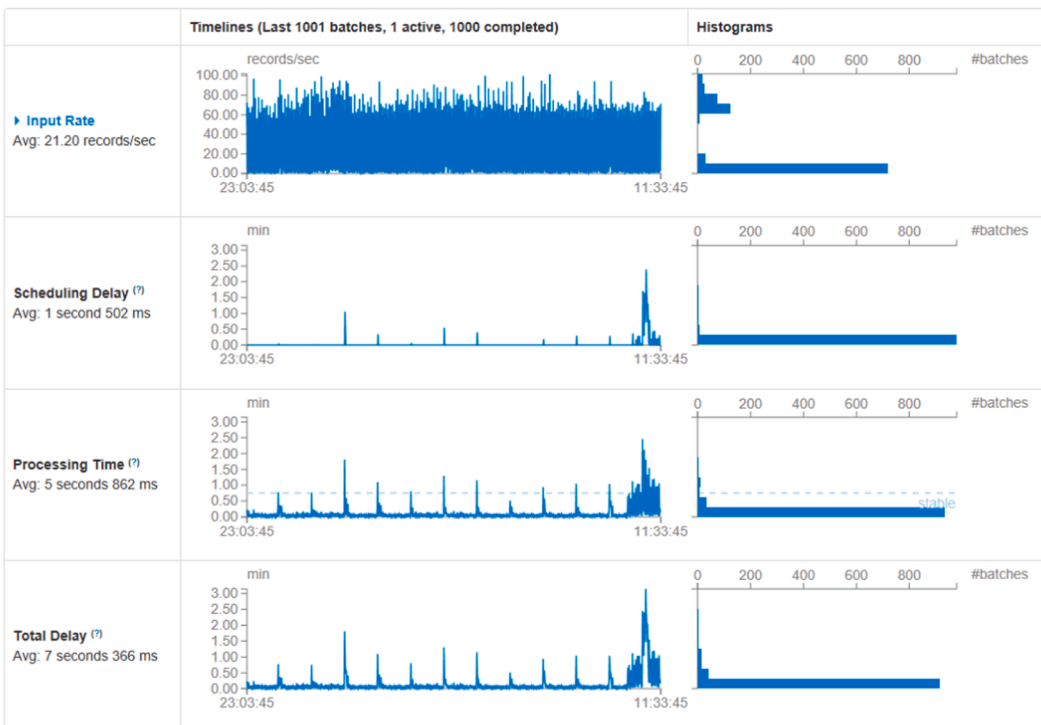 Timelines (Last 1001 batches, 1 active, 1000 completed)
Histograms
Input Rate
Avg: 21.20 records/sec
records/sec
100.00
80.00
60.00
40.00
20.00
0.00
23:03:45
11:33:45
0 200 400 600 800 #batches
Scheduling Delay (?)
Avg: 1 second 502 ms
min
3.00
2.50
2.00
1.50
1.00
0.50
0.00
23:03:45
11:33:45
0 200 400 600 800 #batches
Processing Time (?)
Avg: 5 seconds 862 ms
min
3.00
2.50
2.00
1.50
1.00
0.50
0.00
23:03:45
11:33:45
0 200 400 600 800 #batches
stable
Total Delay (?)
Avg: 7 seconds 366 ms
min
3.00
2.50
2.00
1.50
1.00
0.50
0.00
23:03:45
11:33:45
0 200 400 600 800 #batches